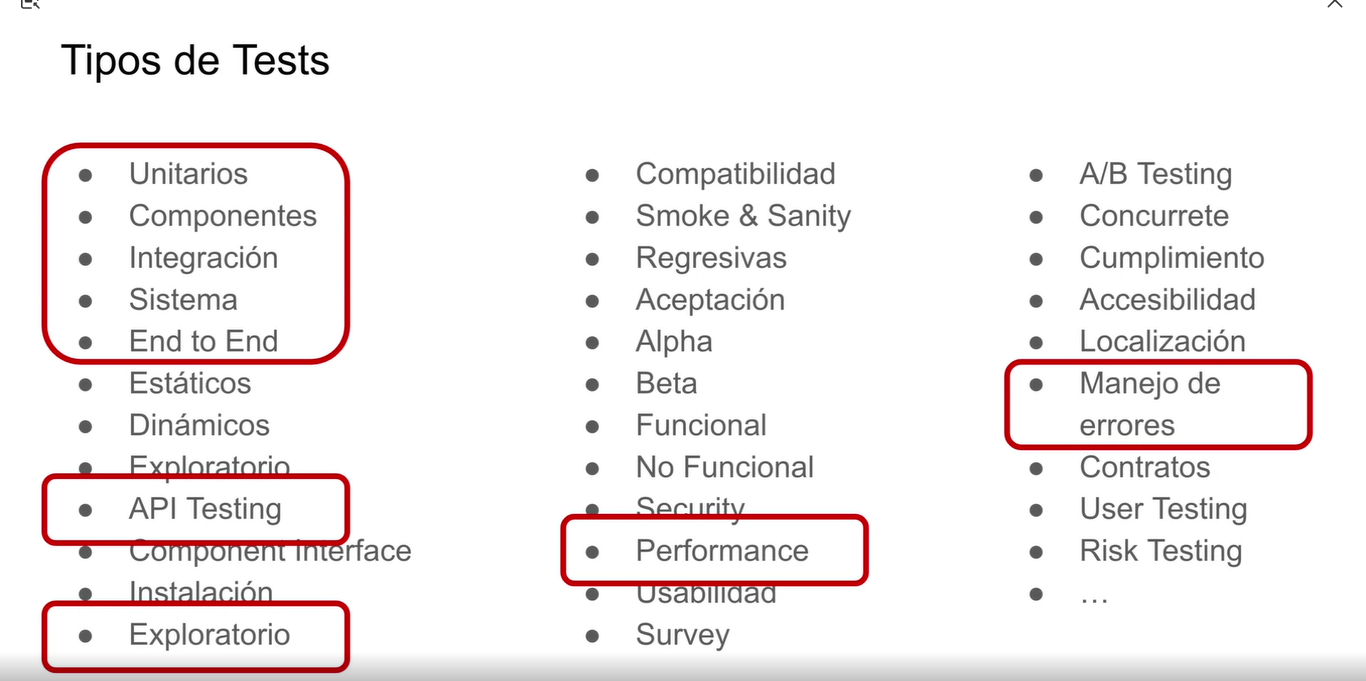 Tipos de Tests
● Unitarios
● Componentes
● Integración
● Sistema
● End to End
● Estáticos
● Dinámicos
● Exploratorio
● API Testing
● Component Interface
● Instalación
● Exploratorio
● Compatibilidad
● Smoke & Sanity
● Regresivas
● Aceptación
● Alpha
● Beta
● Funcional
● No Funcional
● Security
● Performance
● Usabilidad
● Survey
● A/B Testing
● Concurrete
● Cumplimiento
● Accesibilidad
● Localización
● Manejo de
errores
● Contratos
● User Testing
● Risk Testing
● …